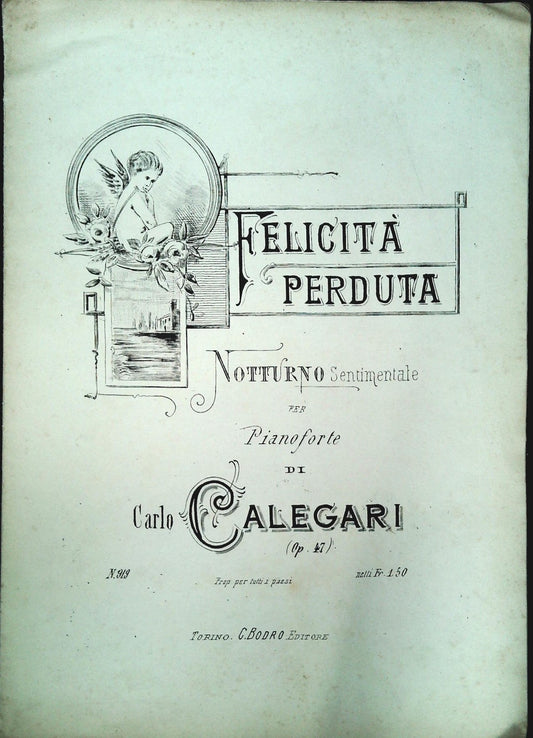 FELICITÀ
PERDUTA
NOTTURNO Sentimentale
PER
Pianoforte
DI
Carlo CALEGARI
(Op. 47)
N. 919 netti Fr. 1.50
Prop. per tutti i paesi
TORINO. C. BODRO EDITORE